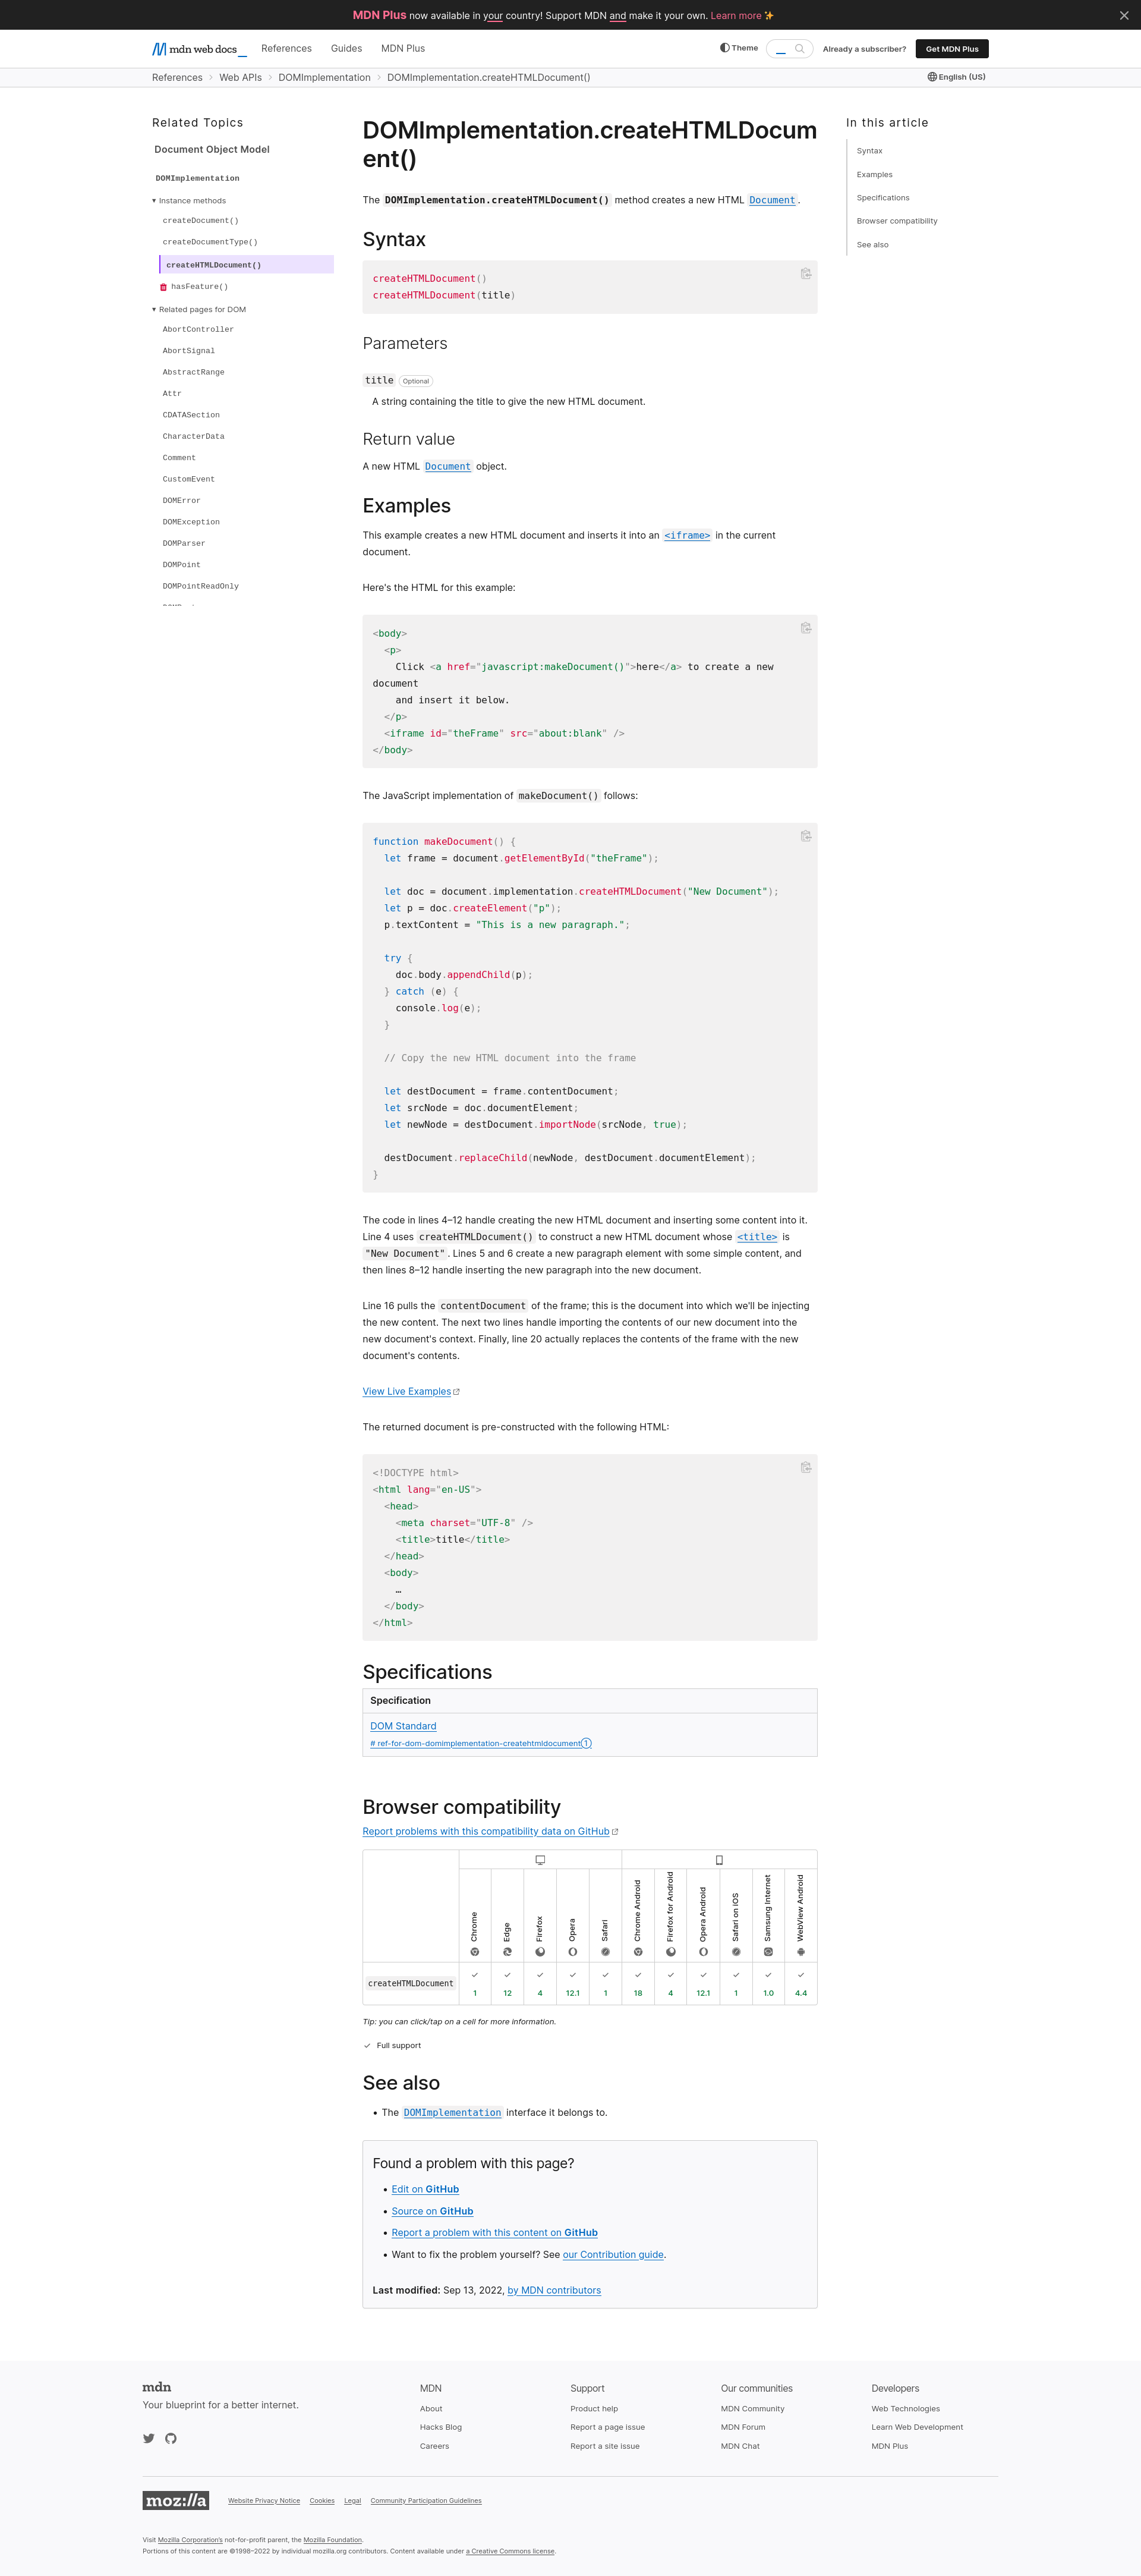 MDN Plus now available in your country! Support MDN and make it your own. Learn more ✨
mdn web docs_
References
Guides
MDN Plus
Theme
Already a subscriber?
Get MDN Plus
References
Web APIs
DOMImplementation
DOMImplementation.createHTMLDocument()
English (US)
Related Topics
Document Object Model
DOMImplementation
▾ Instance methods
createDocument()
createDocumentType()
createHTMLDocument()
hasFeature()
▾ Related pages for DOM
AbortController
AbortSignal
AbstractRange
Attr
CDATASection
CharacterData
Comment
CustomEvent
DOMError
DOMException
DOMParser
DOMPoint
DOMPointReadOnly
DOMImplementation.createHTMLDocum
ent()
The DOMImplementation.createHTMLDocument() method creates a new HTML Document.
Syntax
createHTMLDocument()
createHTMLDocument(title)
Parameters
title Optional
A string containing the title to give the new HTML document.
Return value
A new HTML Document object.
Examples
This example creates a new HTML document and inserts it into an <iframe> in the current
document.
Here's the HTML for this example:
<body>
  <p>
    Click <a href="javascript:makeDocument()">here</a> to create a new
document
    and insert it below.
  </p>
  <iframe id="theFrame" src="about:blank" />
</body>
The JavaScript implementation of makeDocument() follows:
function makeDocument() {
  let frame = document.getElementById("theFrame");
  let doc = document.implementation.createHTMLDocument("New Document");
  let p = doc.createElement("p");
  p.textContent = "This is a new paragraph.";
  try {
    doc.body.appendChild(p);
  } catch (e) {
    console.log(e);
  }
  // Copy the new HTML document into the frame
  let destDocument = frame.contentDocument;
  let srcNode = doc.documentElement;
  let newNode = destDocument.importNode(srcNode, true);
  destDocument.replaceChild(newNode, destDocument.documentElement);
}
The code in lines 4–12 handle creating the new HTML document and inserting some content into it.
Line 4 uses createHTMLDocument() to construct a new HTML document whose <title> is
"New Document". Lines 5 and 6 create a new paragraph element with some simple content, and
then lines 8–12 handle inserting the new paragraph into the new document.
Line 16 pulls the contentDocument of the frame; this is the document into which we'll be injecting
the new content. The next two lines handle importing the contents of our new document into the
new document's context. Finally, line 20 actually replaces the contents of the frame with the new
document's contents.
View Live Examples
The returned document is pre-constructed with the following HTML:
<!DOCTYPE html>
<html lang="en-US">
  <head>
    <meta charset="UTF-8" />
    <title>title</title>
  </head>
  <body>
    …
  </body>
</html>
Specifications
Specification
DOM Standard
# ref-for-dom-domimplementation-createhtmldocument①
Browser compatibility
Report problems with this compatibility data on GitHub
Chrome
Edge
Firefox
Opera
Safari
Chrome Android
Firefox for Android
Opera Android
Safari on iOS
Samsung Internet
WebView Android
createHTMLDocument
✓ ✓ ✓ ✓ ✓ ✓ ✓ ✓ ✓ ✓ ✓
1 12 4 12.1 1 18 4 12.1 1 1.0 4.4
Tip: you can click/tap on a cell for more information.
✓ Full support
See also
• The DOMImplementation interface it belongs to.
Found a problem with this page?
• Edit on GitHub
• Source on GitHub
• Report a problem with this content on GitHub
• Want to fix the problem yourself? See our Contribution guide.
Last modified: Sep 13, 2022, by MDN contributors
In this article
Syntax
Examples
Specifications
Browser compatibility
See also
mdn
Your blueprint for a better internet.
MDN
About
Hacks Blog
Careers
Support
Product help
Report a page issue
Report a site issue
Our communities
MDN Community
MDN Forum
MDN Chat
Developers
Web Technologies
Learn Web Development
MDN Plus
moz://a
Website Privacy Notice
Cookies
Legal
Community Participation Guidelines
Visit Mozilla Corporation's not-for-profit parent, the Mozilla Foundation.
Portions of this content are ©1998–2022 by individual mozilla.org contributors. Content available under a Creative Commons license.